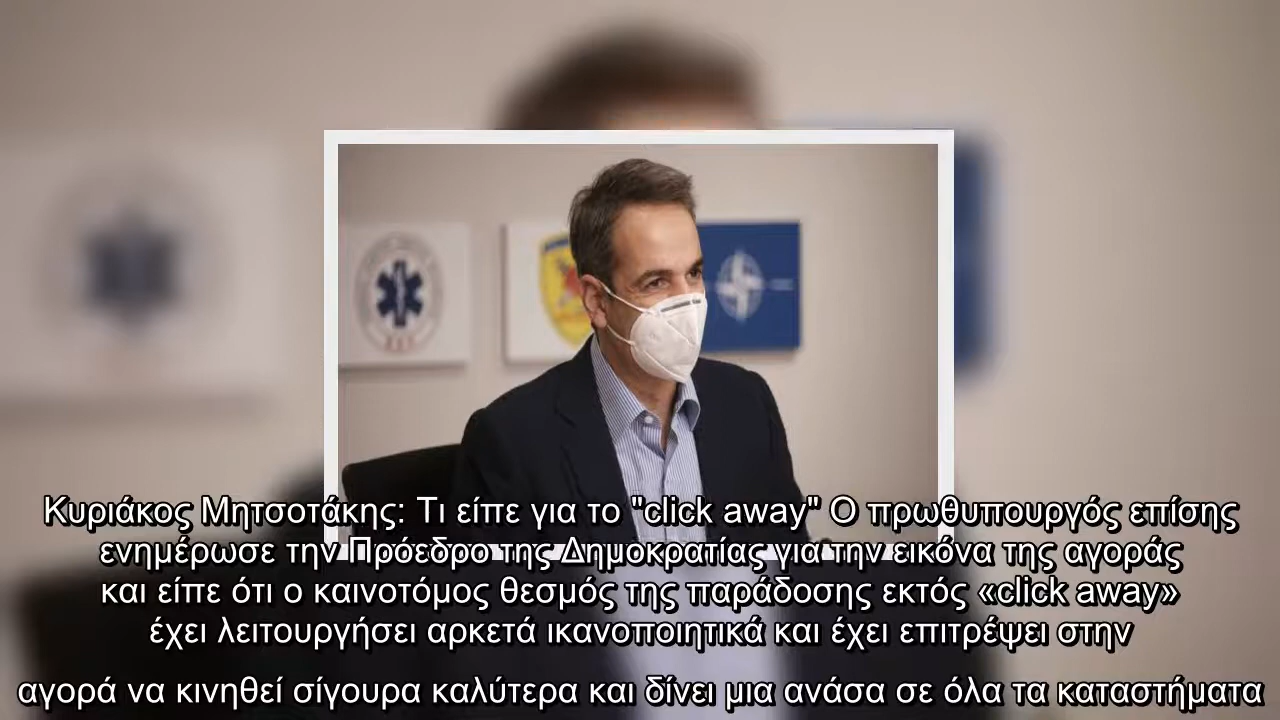 Κυριάκος Μητσοτάκης: Τι είπε για το "click away" Ο πρωθυπουργός επίσης
ενημέρωσε την Πρόεδρο της Δημοκρατίας για την εικόνα της αγοράς
και είπε ότι ο καινοτόμος θεσμός της παράδοσης εκτός «click away»
έχει λειτουργήσει αρκετά ικανοποιητικά και έχει επιτρέψει στην
αγορά να κινηθεί σίγουρα καλύτερα και δίνει μια ανάσα σε όλα τα καταστήματα